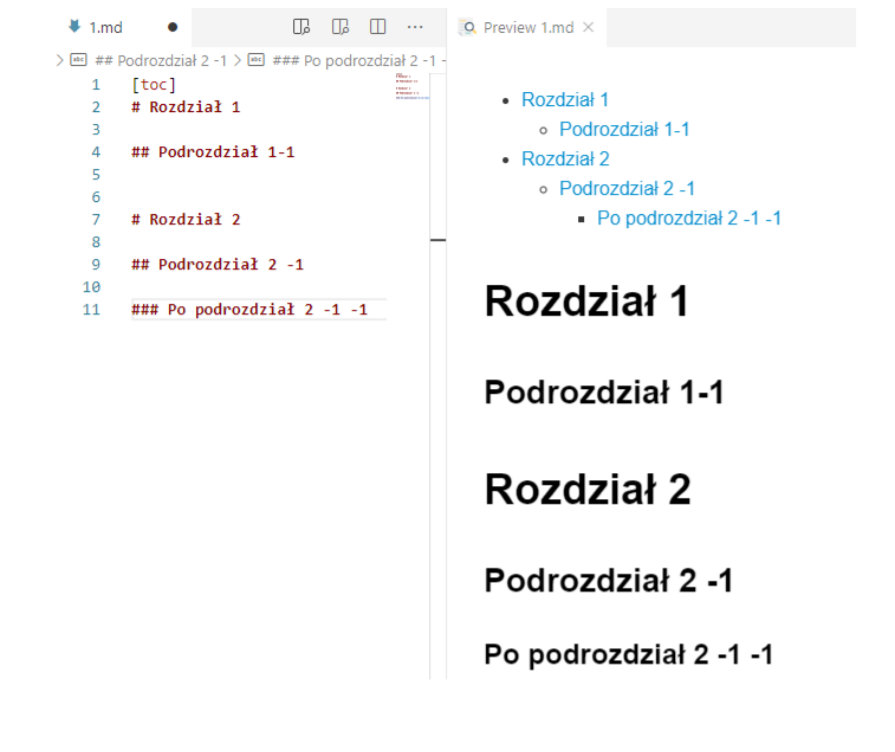 1.md
Preview 1.md
## Podrozdział 2 -1 > ### Po podrozdział 2 -1 -
1 [toc]
2 # Rozdział 1
3
4 ## Podrozdział 1-1
5
6
7 # Rozdział 2
8
9 ## Podrozdział 2 -1
10
11 ### Po podrozdział 2 -1 -1
Rozdział 1
Podrozdział 1-1
Rozdział 2
Podrozdział 2 -1
Po podrozdział 2 -1 -1
Rozdział 1
Podrozdział 1-1
Rozdział 2
Podrozdział 2 -1
Po podrozdział 2 -1 -1